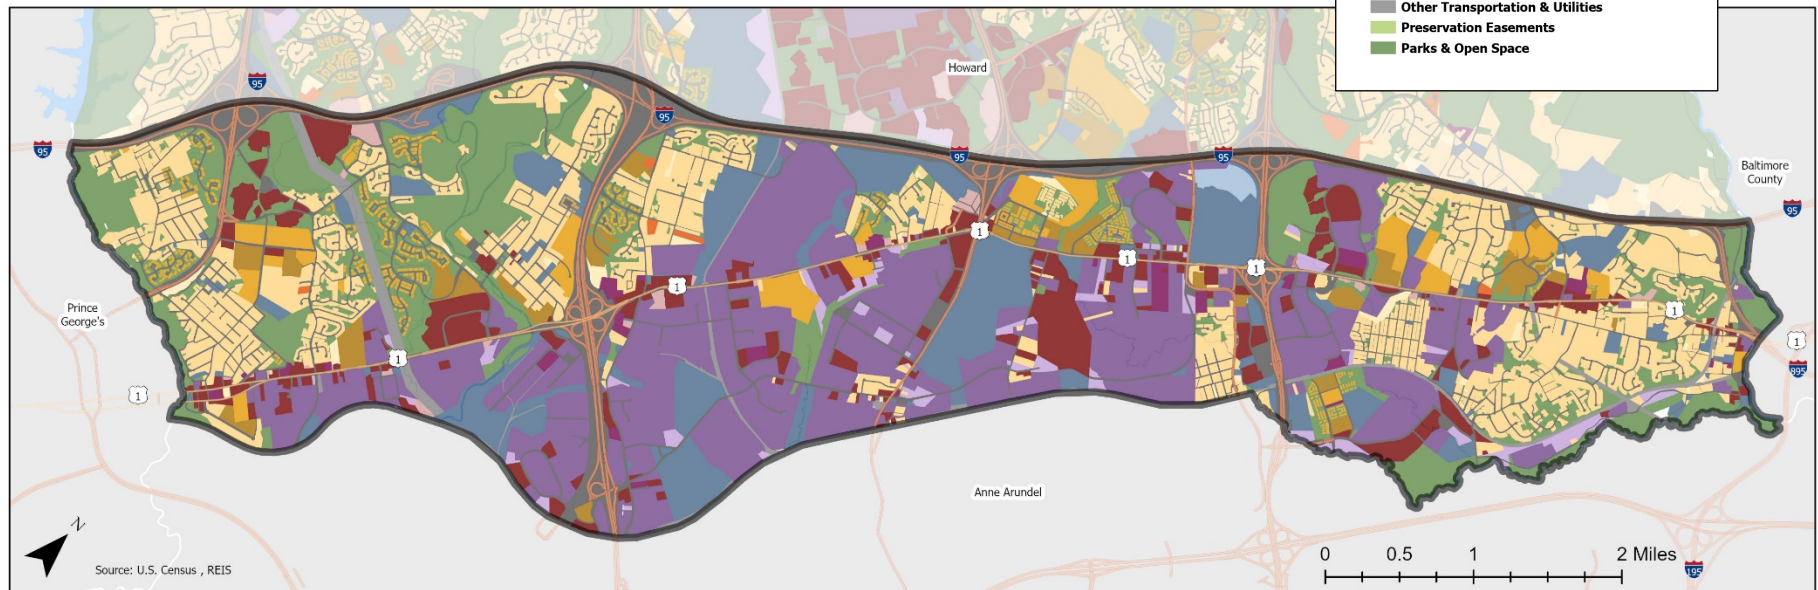 Other Transportation & Utilities
Preservation Easements
Parks & Open Space
Howard
95
95
95
95
95
Baltimore
County
95
1
1
1
1
Prince
George's
1
1
1
895
1
Anne Arundel
N
Source: U.S. Census , REIS
0 0.5 1 2 Miles
195